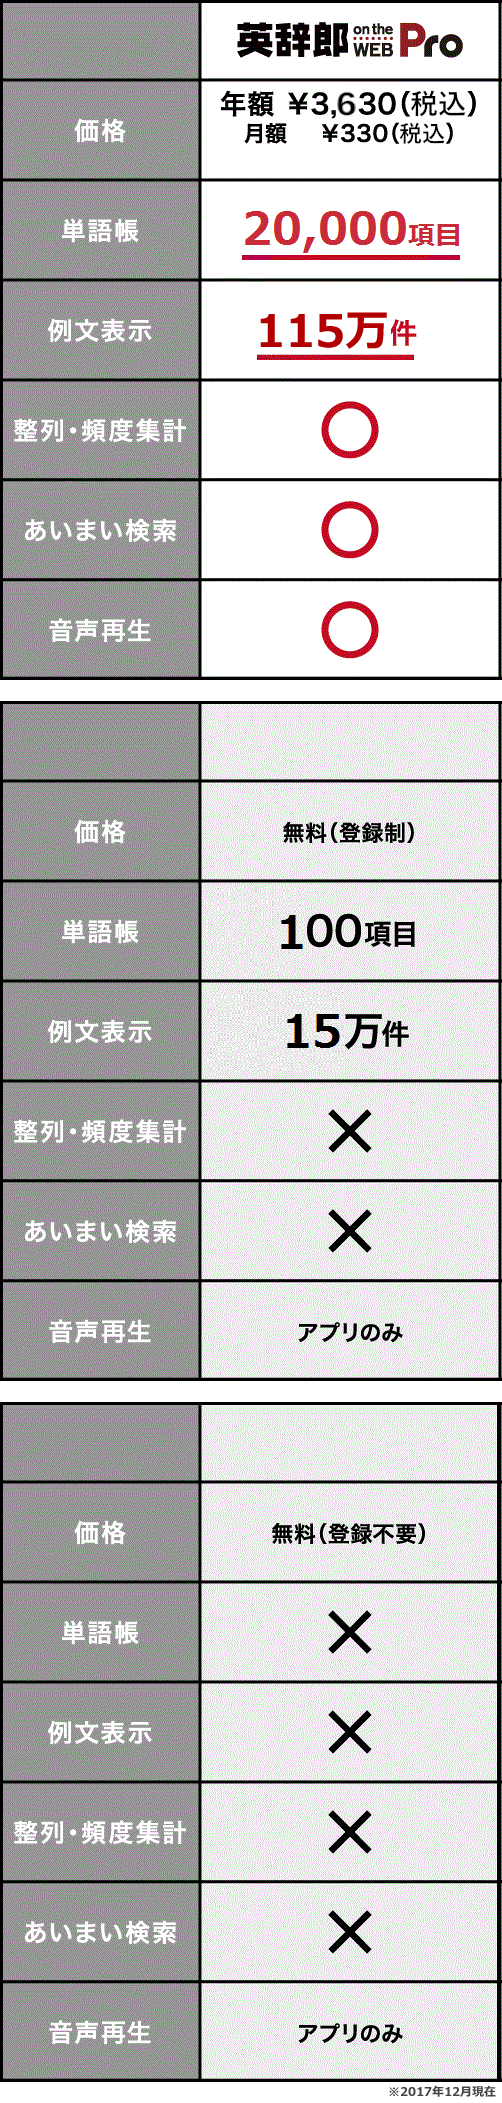 英辞郎 on the WEB Pro
価格 年額 ¥3,630(税込)
月額 ¥330(税込)
単語帳 20,000項目
例文表示 115万件
整列・頻度集計 ○
あいまい検索 ○
音声再生 ○
価格 無料(登録制)
単語帳 100項目
例文表示 15万件
整列・頻度集計 ×
あいまい検索 ×
音声再生 アプリのみ
価格 無料(登録不要)
単語帳 ×
例文表示 ×
整列・頻度集計 ×
あいまい検索 ×
音声再生 アプリのみ
※2017年12月現在